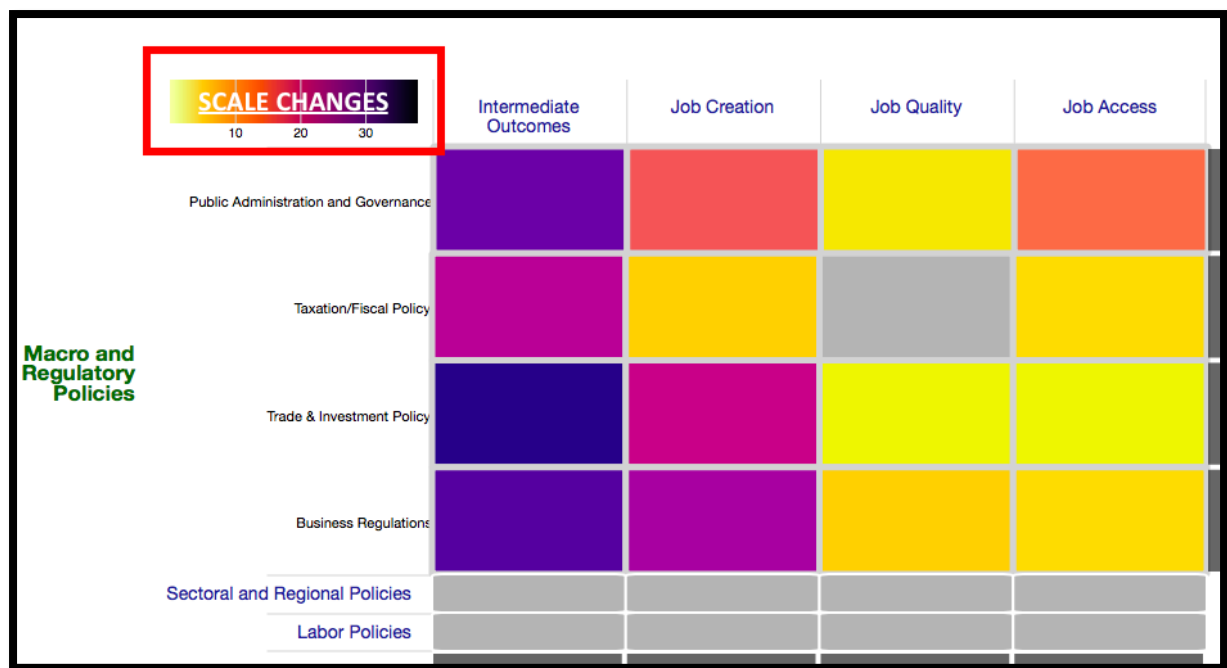 SCALE CHANGES
10 20 30
Intermediate
Outcomes
Job Creation
Job Quality
Job Access
Public Administration and Governance
Taxation/Fiscal Policy
Macro and
Regulatory
Policies
Trade & Investment Policy
Business Regulations
Sectoral and Regional Policies
Labor Policies